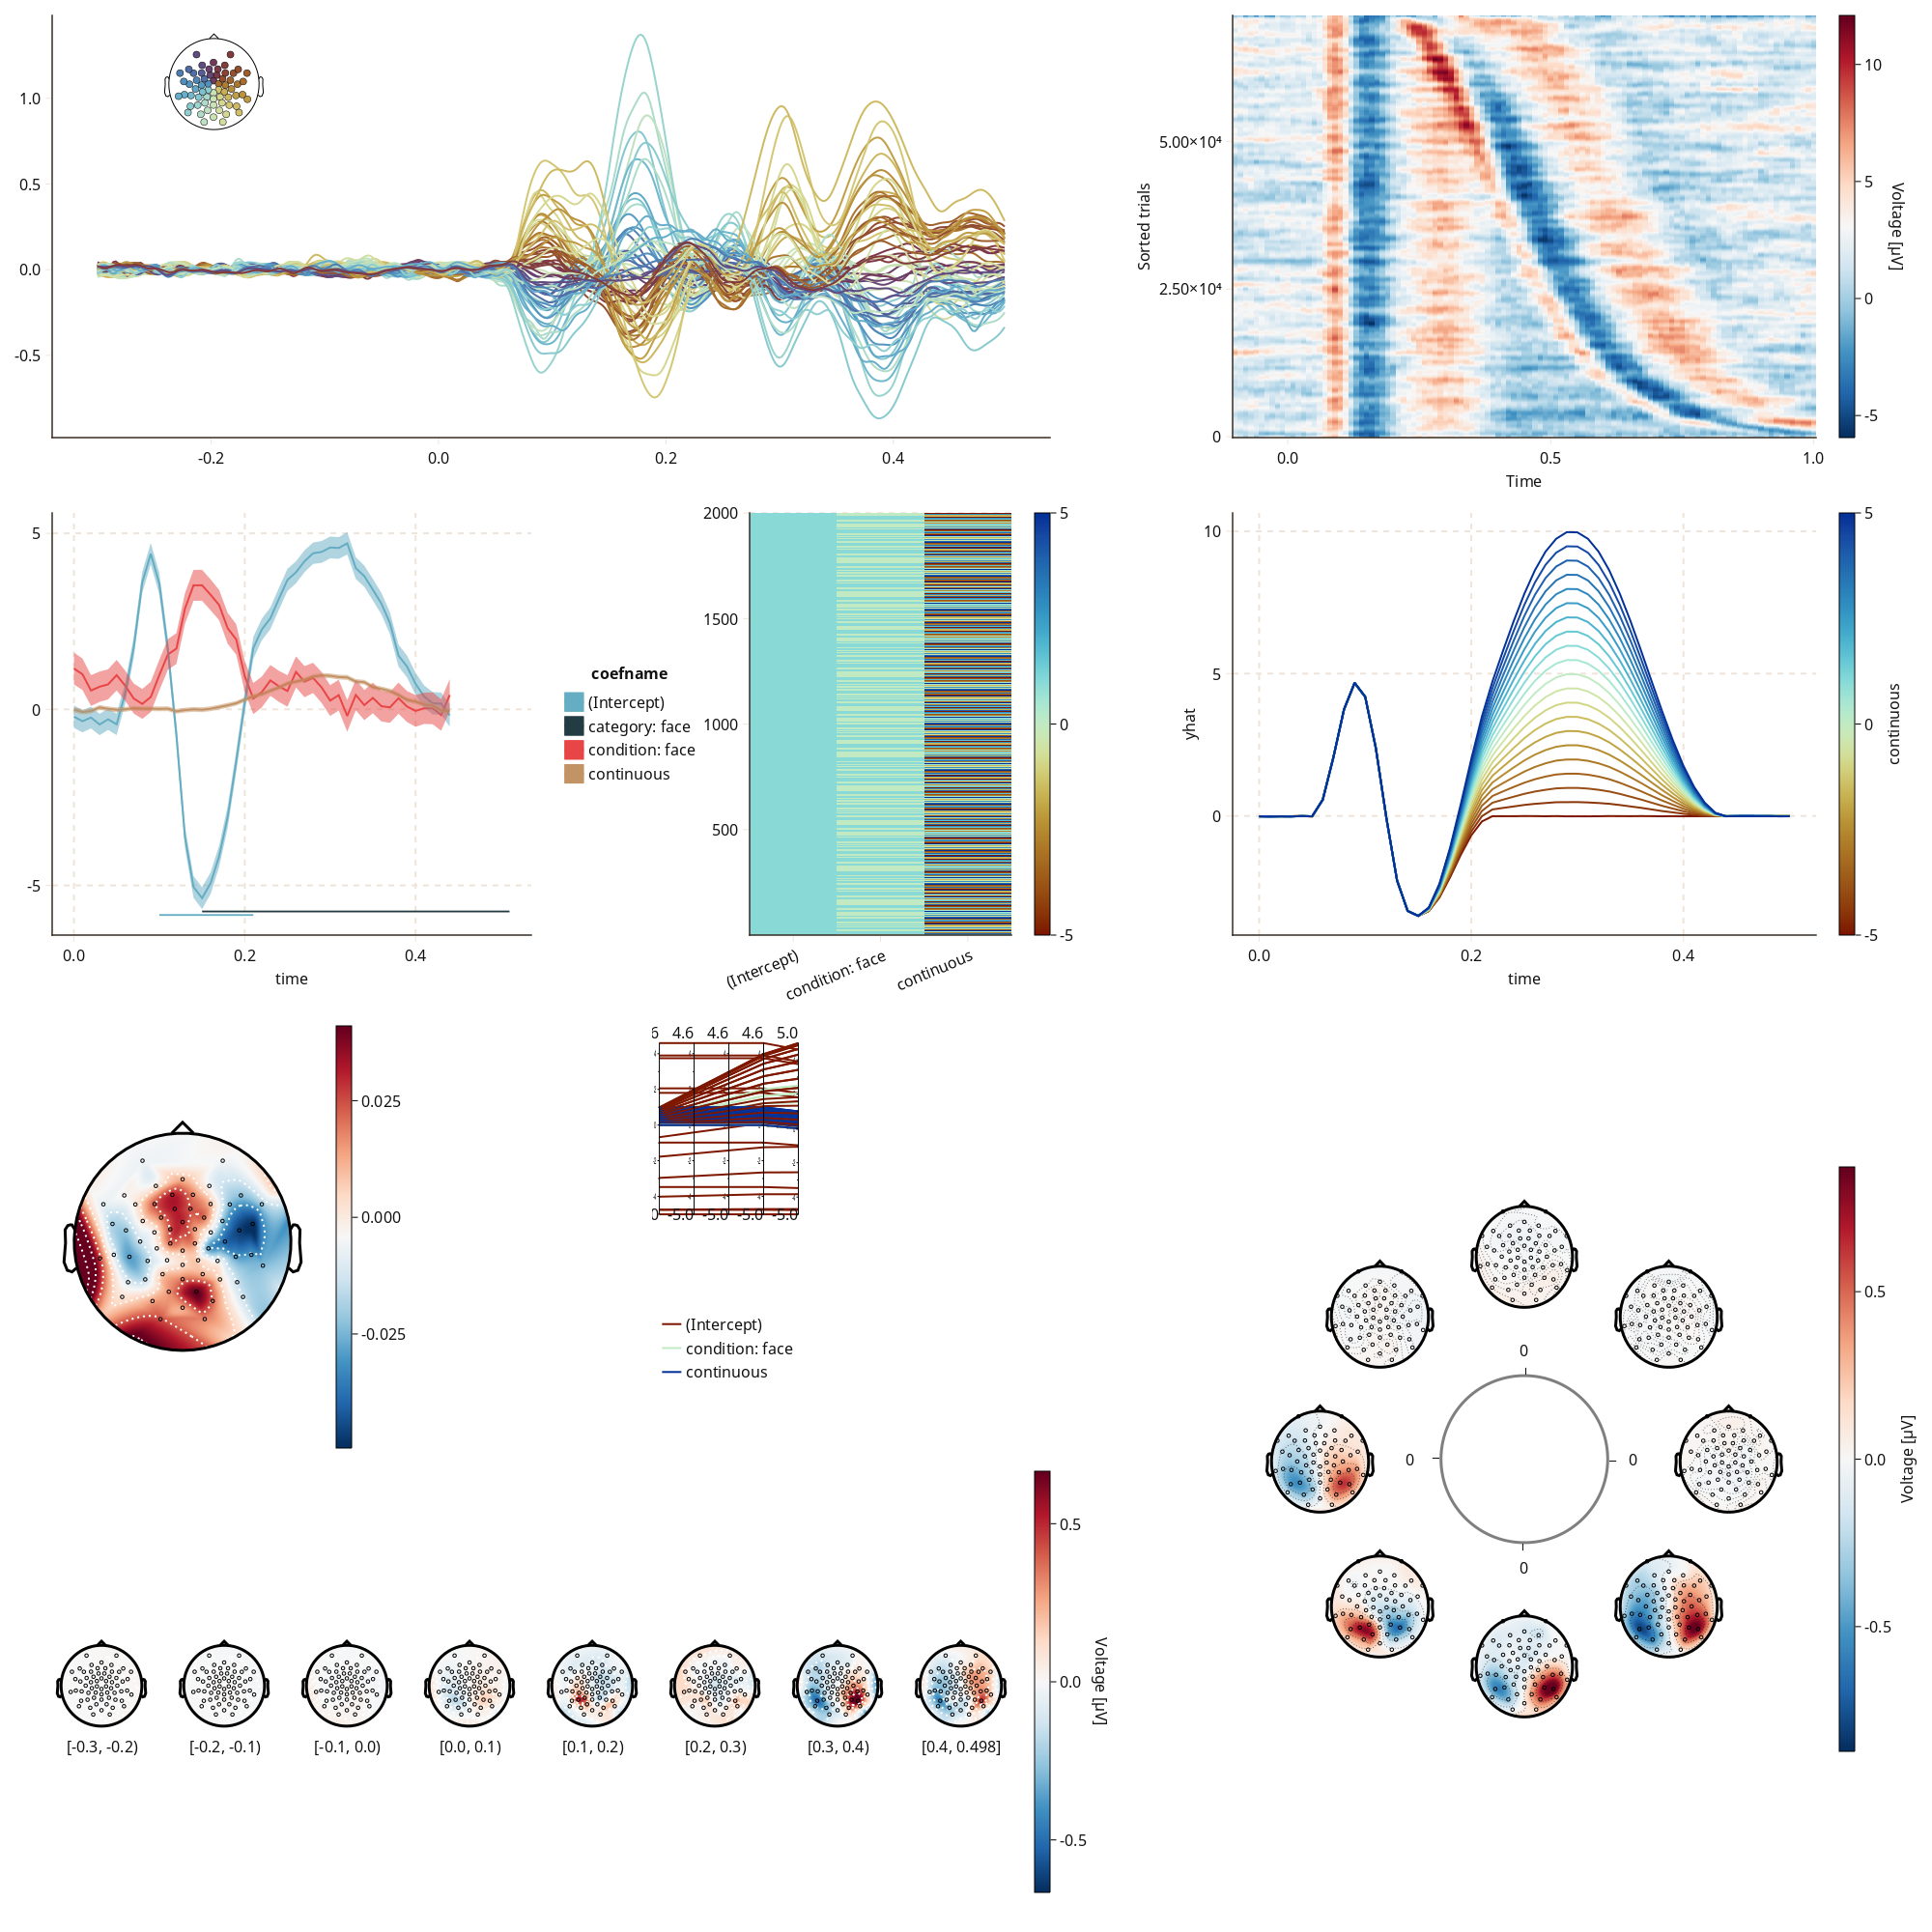 1.0
0.5
0.0
-0.5
-0.2
0.0
0.2
0.4
Sorted trials
5.00×10⁴
2.50×10⁴
0
0.0
0.5
1.0
Time
10
5
0
-5
Voltage [µV]
5
0
-5
0.0
0.2
0.4
time
coefname
(Intercept)
category: face
condition: face
continuous
2000
1500
1000
500
(Intercept)
condition: face
continuous
5
0
-5
yhat
10
5
0
0.0
0.2
0.4
time
5
0
-5
continuous
0.025
0.000
-0.025
6 4.6 4.6 4.6 5.0
0 -5.0 -5.0 -5.0 -5.0
(Intercept)
condition: face
continuous
0
0
0
0
0.5
0.0
-0.5
Voltage [µV]
[-0.3, -0.2)
[-0.2, -0.1)
[-0.1, 0.0)
[0.0, 0.1)
[0.1, 0.2)
[0.2, 0.3)
[0.3, 0.4)
[0.4, 0.498]
0.5
0.0
-0.5
Voltage [µV]